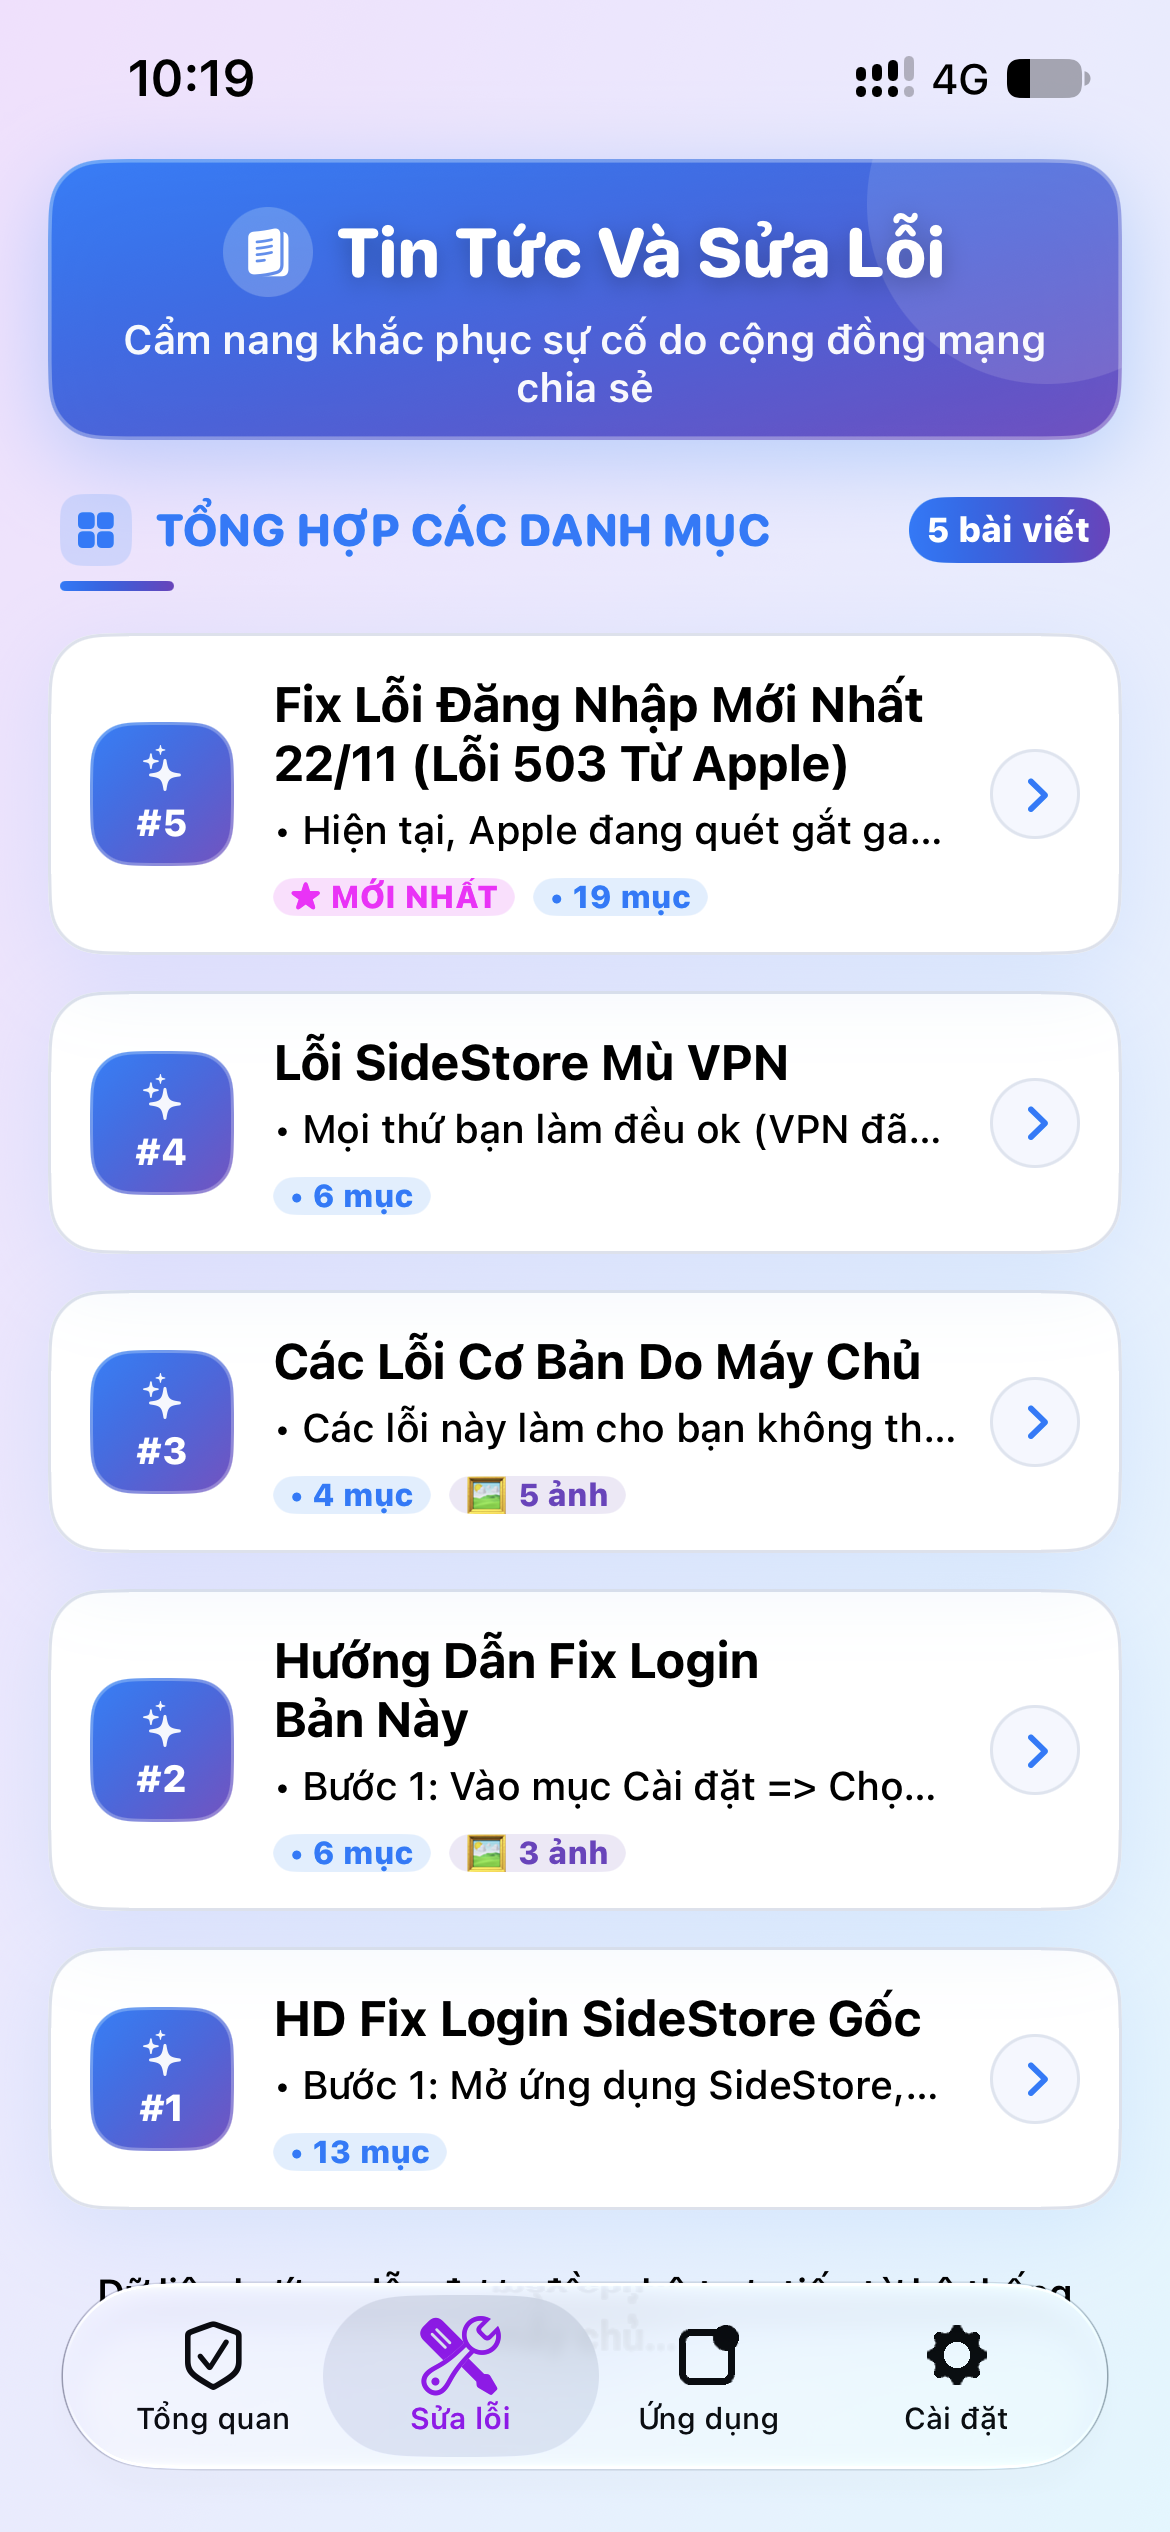 10:19
4G
Tin Tức Và Sửa Lỗi
Cẩm nang khắc phục sự cố do cộng đồng mạng
chia sẻ
TỔNG HỢP CÁC DANH MỤC
5 bài viết
Fix Lỗi Đăng Nhập Mới Nhất
22/11 (Lỗi 503 Từ Apple)
#5
• Hiện tại, Apple đang quét gắt ga...
MỚI NHẤT
• 19 mục
Lỗi SideStore Mù VPN
#4
• Mọi thứ bạn làm đều ok (VPN đã...
• 6 mục
Các Lỗi Cơ Bản Do Máy Chủ
#3
• Các lỗi này làm cho bạn không th...
• 4 mục
5 ảnh
Hướng Dẫn Fix Login
Bản Này
#2
• Bước 1: Vào mục Cài đặt => Chọ...
• 6 mục
3 ảnh
HD Fix Login SideStore Gốc
#1
• Bước 1: Mở ứng dụng SideStore,...
• 13 mục
chủ...
Tổng quan
Sửa lỗi
Ứng dụng
Cài đặt